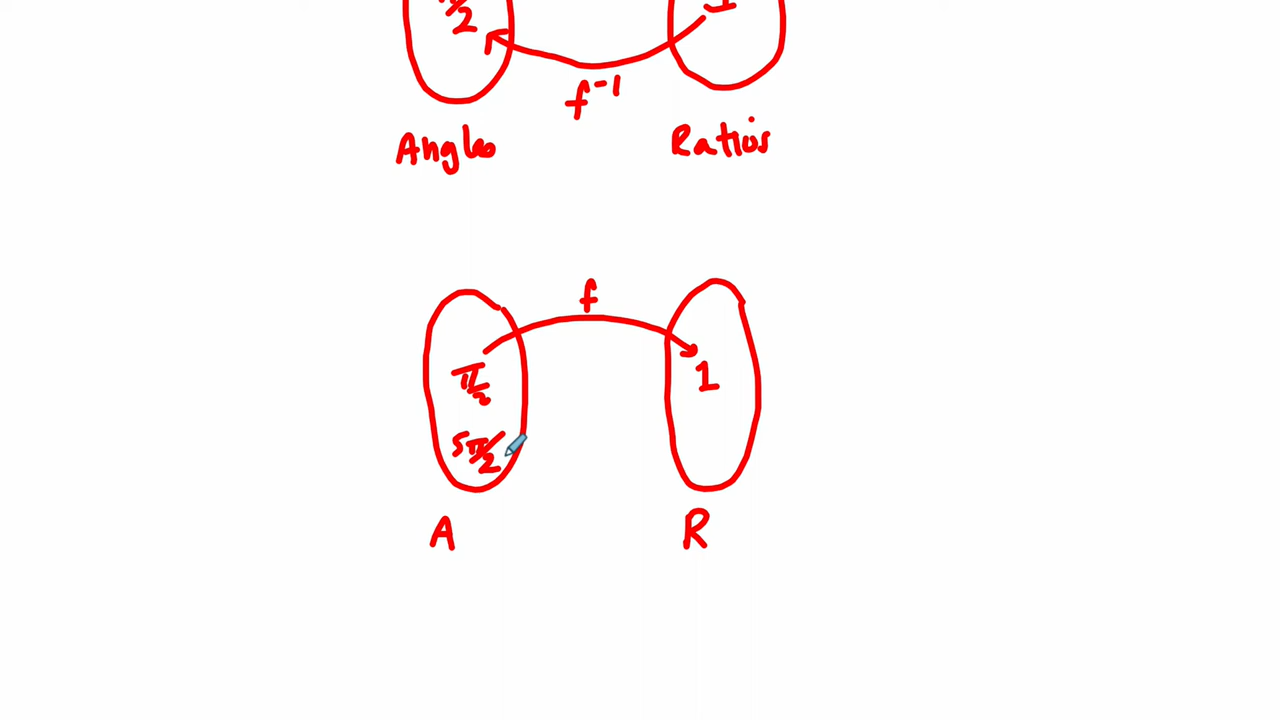 π/2 1
f⁻¹
Angles Ratios
f
π/2 1
5π/2
A R